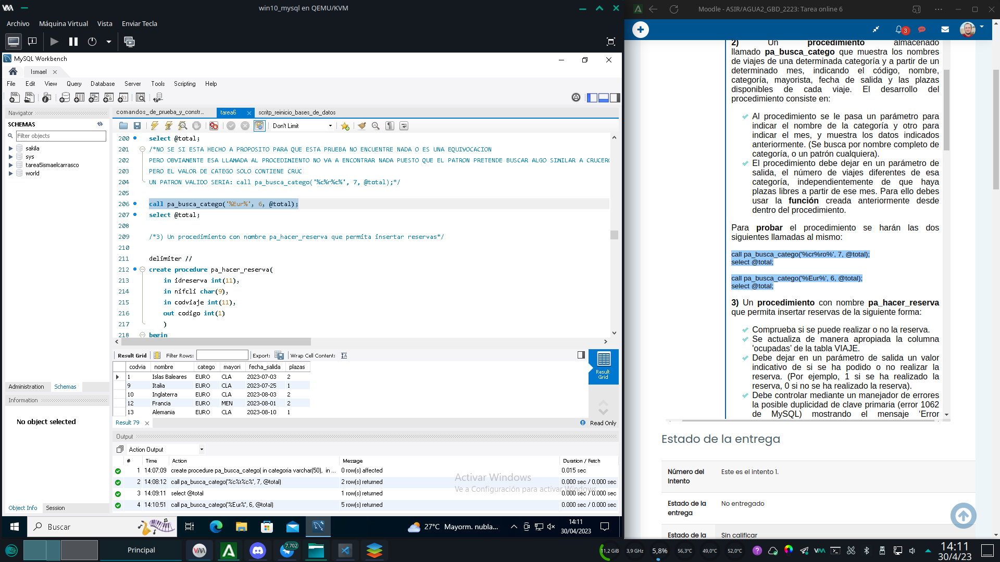 win10_mysql en QEMU/KVM
Archivo Máquina Virtual Vista Enviar Tecla
MySQL Workbench
Ismael
File Edit View Query Database Server Tools Scripting Help
Navigator
SCHEMAS
Filter objects
sakila
sys
tarea5ismaelcarrasco
world
Administration Schemas
Information
No object selected
Object Info Session
comandos_de_prueba_y_constr... tarea6 scritp_reinicio_bases_de_datos
Don't Limit
200 select @total;
201 /*NO SE SI ESTA HECHO A PROPOSITO PARA QUE ESTA PRUEBA NO ENCUENTRE NADA O ES UNA EQUIVOCACION
202 PERO OBVIAMENTE ESA LLAMADA AL PROCEDIMIENTO NO VA A ENCONTRAR NADA PUESTO QUE EL PATRON PRETENDE BUSCAR ALGO SIMILAR A CRUCERO
203 PERO EL VALOR DE CATEGO SOLO CONTIENE CRUC
204 UN PATRON VALIDO SERIA: call pa_busca_catego('%c%r%c%', 7, @total);*/
205
206 call pa_busca_catego('%Eur%', 6, @total);
207 select @total;
208
209 /*3) Un procedimiento con nombre pa_hacer_reserva que permita insertar reservas*/
210
211 delimiter //
212 create procedure pa_hacer_reserva(
213 in idreserva int(11),
214 in nifcli char(9),
215 in codviaje int(11),
216 out codigo int(1)
217 )
218 begin
Result Grid Filter Rows: Export: Wrap Cell Content:
codvia nombre catego mayori fecha_salida plazas
1 Islas Baleares EURO CLA 2023-07-03 2
9 Italia EURO CLA 2023-07-25 1
10 Inglaterra EURO CLA 2023-08-03 2
12 Francia EURO MEN 2023-08-01 2
13 Alemania EURO CLA 2023-08-10 1
Result Grid
Result 79 Read Only
Output
Action Output
# Time Action Message Duration / Fetch
1 14:07:09 create procedure pa_busca_catego( in categoria varchar(50), in ... 0 row(s) affected 0.015 sec
2 14:08:12 call pa_busca_catego('%c%r%c%', 7, @total) 2 row(s) returned 0.000 sec / 0.000 sec
3 14:09:11 select @total 1 row(s) returned 0.000 sec / 0.000 sec
4 14:10:51 call pa_busca_catego('%Eur%', 6, @total) 5 row(s) returned 0.000 sec / 0.000 sec
Activar Windows
Ve a Configuración para activar Windows.
Buscar
27°C Mayorm. nubla...
14:11
30/04/2023
Moodle - ASIR/AGUA2_GBD_2223: Tarea online 6
3
2) Un procedimiento almacenado
llamado pa_busca_catego que muestra los nombres
de viajes de una determinada categoría y a partir de un
determinado mes, indicando el código, nombre,
categoría, mayorista, fecha de salida y las plazas
disponibles de cada viaje. El desarrollo del
procedimiento consiste en:
Al procedimiento se le pasa un parámetro para
indicar el nombre de la categoría y otro para
indicar el mes, y muestra los datos indicados
anteriormente. (Se busca por nombre completo de
categoría, o un patrón cualquiera).
El procedimiento debe dejar en un parámetro de
salida, el número de viajes diferentes de esa
categoría, independientemente de que haya
plazas libres a partir de ese mes. Para ello debes
usar la función creada anteriormente desde
dentro del procedimiento.
Para probar el procedimiento se harán las dos
siguientes llamadas al mismo:
call pa_busca_catego('%cr%ro%', 7, @total);
select @total;
call pa_busca_catego('%Eur%', 6, @total);
select @total;
3) Un procedimiento con nombre pa_hacer_reserva
que permita insertar reservas de la siguiente forma:
Comprueba si se puede realizar o no la reserva.
Se actualiza de manera apropiada la columna
'ocupadas' de la tabla VIAJE.
Debe dejar en un parámetro de salida un valor
indicativo de si se ha podido o no realizar la
reserva. (Por ejemplo, 1 si se ha realizado la
reserva, 0 si no se ha realizado la reserva).
Debe controlar mediante un manejador de errores
la posible duplicidad de clave primaria (error 1062
de MySQL) mostrando el mensaje 'Error
Estado de la entrega
Número del intento Este es el intento 1.
Estado de la entrega No entregado
Estado de la Sin calificar
Principal
7.702
11,2 GiB 3,9 GHz 5,8% 56,3°C 49,0°C 52,0°C
14:11
30/4/23